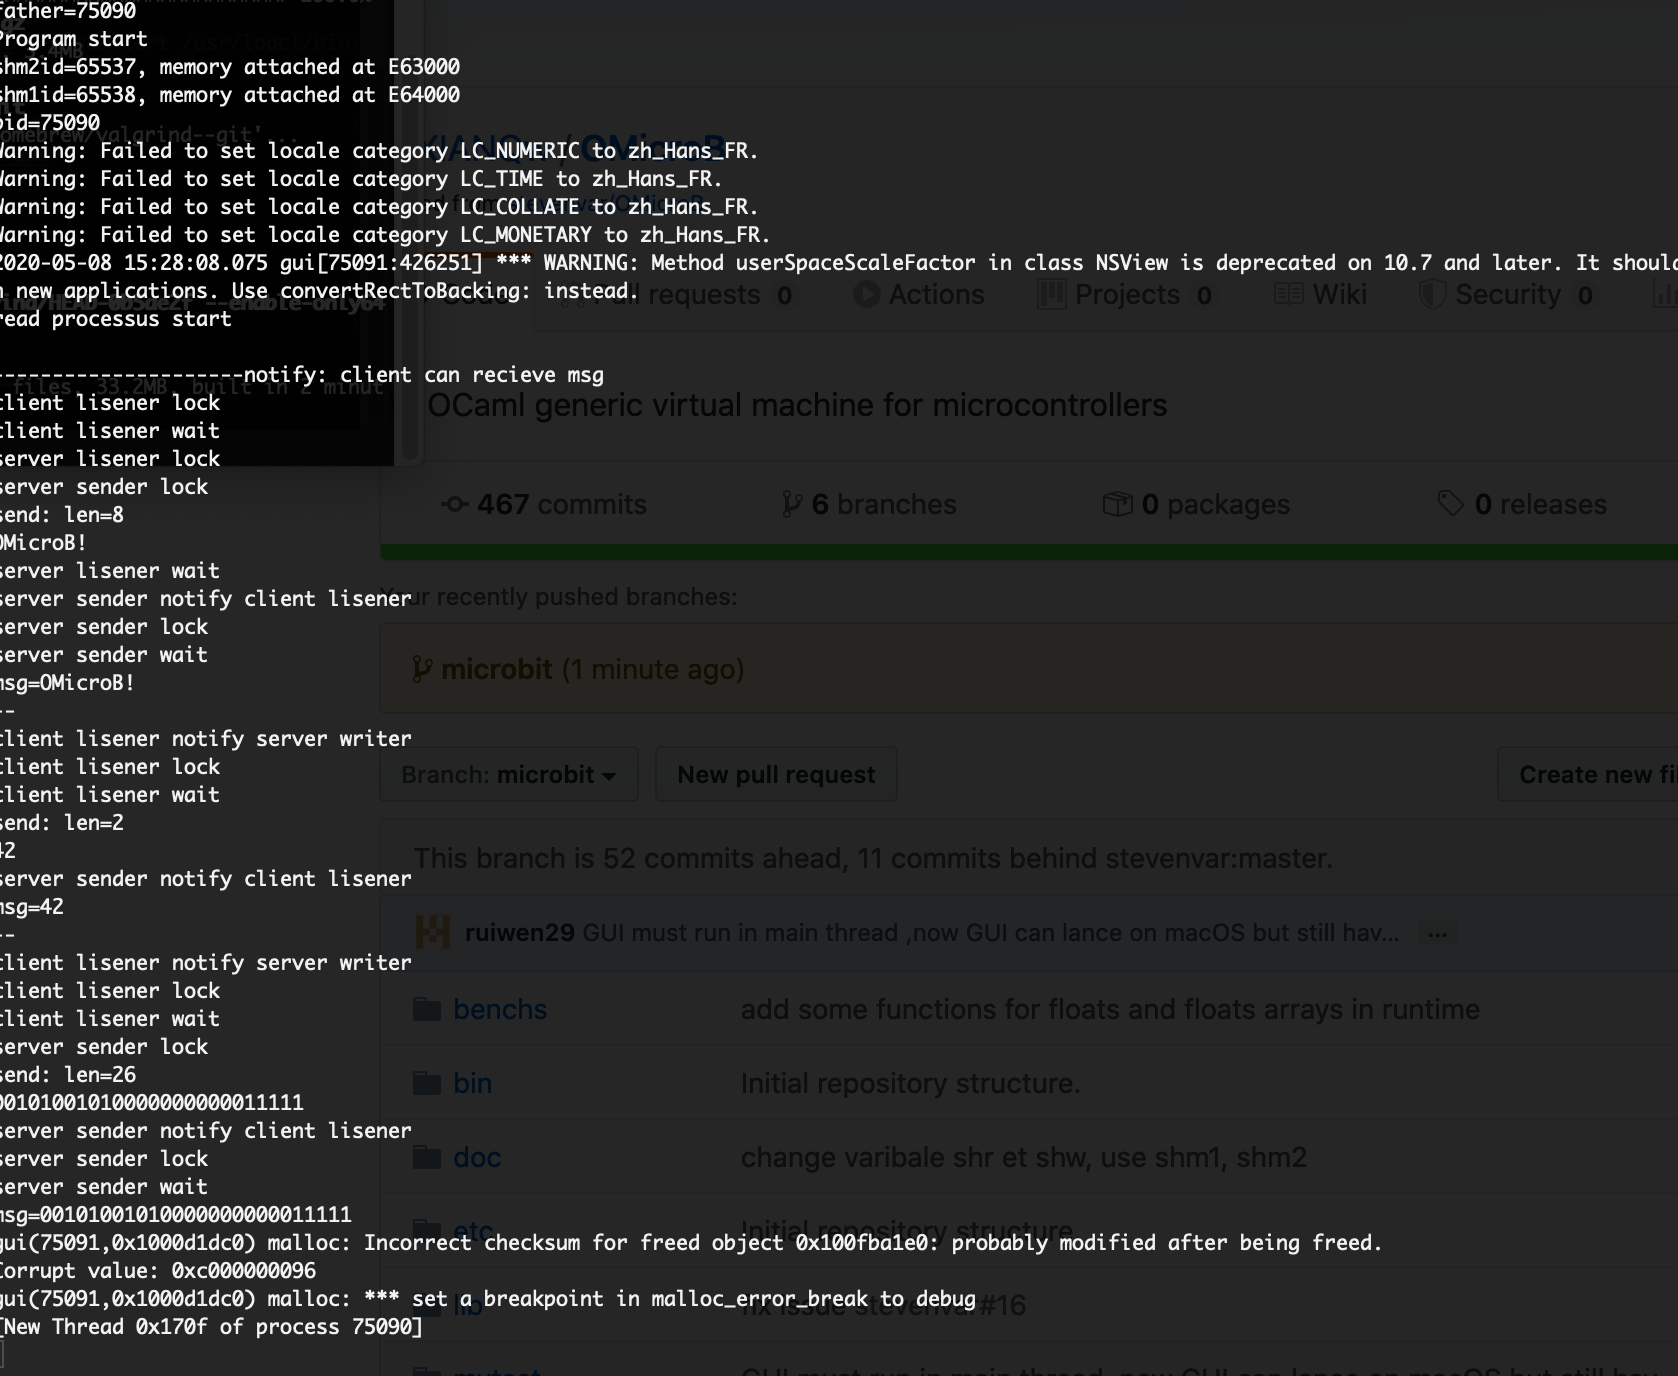 father=75090
Program start
shm2id=65537, memory attached at E63000
shm1id=65538, memory attached at E64000
pid=75090
Warning: Failed to set locale category LC_NUMERIC to zh_Hans_FR.
Warning: Failed to set locale category LC_TIME to zh_Hans_FR.
Warning: Failed to set locale category LC_COLLATE to zh_Hans_FR.
Warning: Failed to set locale category LC_MONETARY to zh_Hans_FR.
2020-05-08 15:28:08.075 gui[75091:426251] *** WARNING: Method userSpaceScaleFactor in class NSView is deprecated on 10.7 and later. It should
n new applications. Use convertRectToBacking: instead.
Pull requests 0 Actions Projects 0 Wiki Security 0
read processus start
---------------------notify: client can recieve msg
client lisener lock
OCaml generic virtual machine for microcontrollers
client lisener wait
server lisener lock
server sender lock
467 commits 6 branches 0 packages 0 releases
send: len=8
OMicroB!
server lisener wait
server sender notify client lisener
Your recently pushed branches:
server sender lock
server sender wait
microbit (1 minute ago)
msg=OMicroB!
--
client lisener notify server writer
client lisener lock
Branch: microbit New pull request Create new fi
client lisener wait
send: len=2
42
This branch is 52 commits ahead, 11 commits behind stevenvar:master.
server sender notify client lisener
msg=42
--
ruiwen29 GUI must run in main thread ,now GUI can lance on macOS but still hav... ...
client lisener notify server writer
client lisener lock
benchs add some functions for floats and floats arrays in runtime
client lisener wait
server sender lock
send: len=26
bin Initial repository structure.
00101001010000000000011111
server sender notify client lisener
server sender lock
doc change varibale shr et shw, use shm1, shm2
server sender wait
msg=00101001010000000000011111
etc Initial repository structure.
gui(75091,0x1000d1dc0) malloc: Incorrect checksum for freed object 0x100fba1e0: probably modified after being freed.
Corrupt value: 0xc000000096
gui(75091,0x1000d1dc0) malloc: *** set a breakpoint in malloc_error_break to debug
lib fix issue stevenvar#16
[New Thread 0x170f of process 75090]